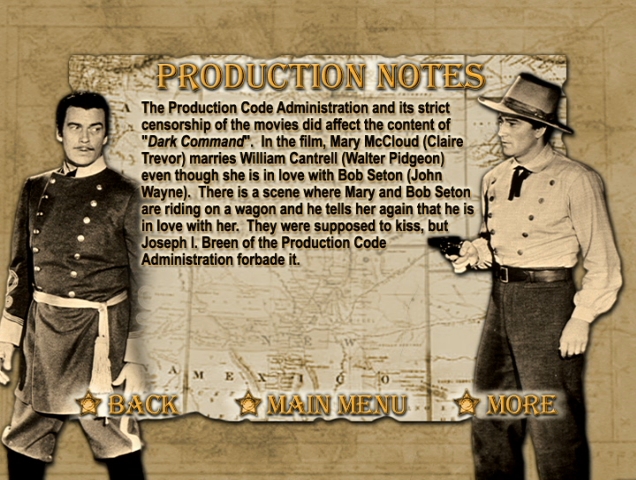 PRODUCTION NOTES
The Production Code Administration and its strict
censorship of the movies did affect the content of
"Dark Command".  In the film, Mary McCloud (Claire
Trevor) marries William Cantrell (Walter Pidgeon)
even though she is in love with Bob Seton (John
Wayne).  There is a scene where Mary and Bob Seton
are riding on a wagon and he tells her again that he is
in love with her.  They were supposed to kiss, but
Joseph I. Breen of the Production Code
Administration forbade it.
N E W
A M E X I C O
BACK MAIN MENU MORE